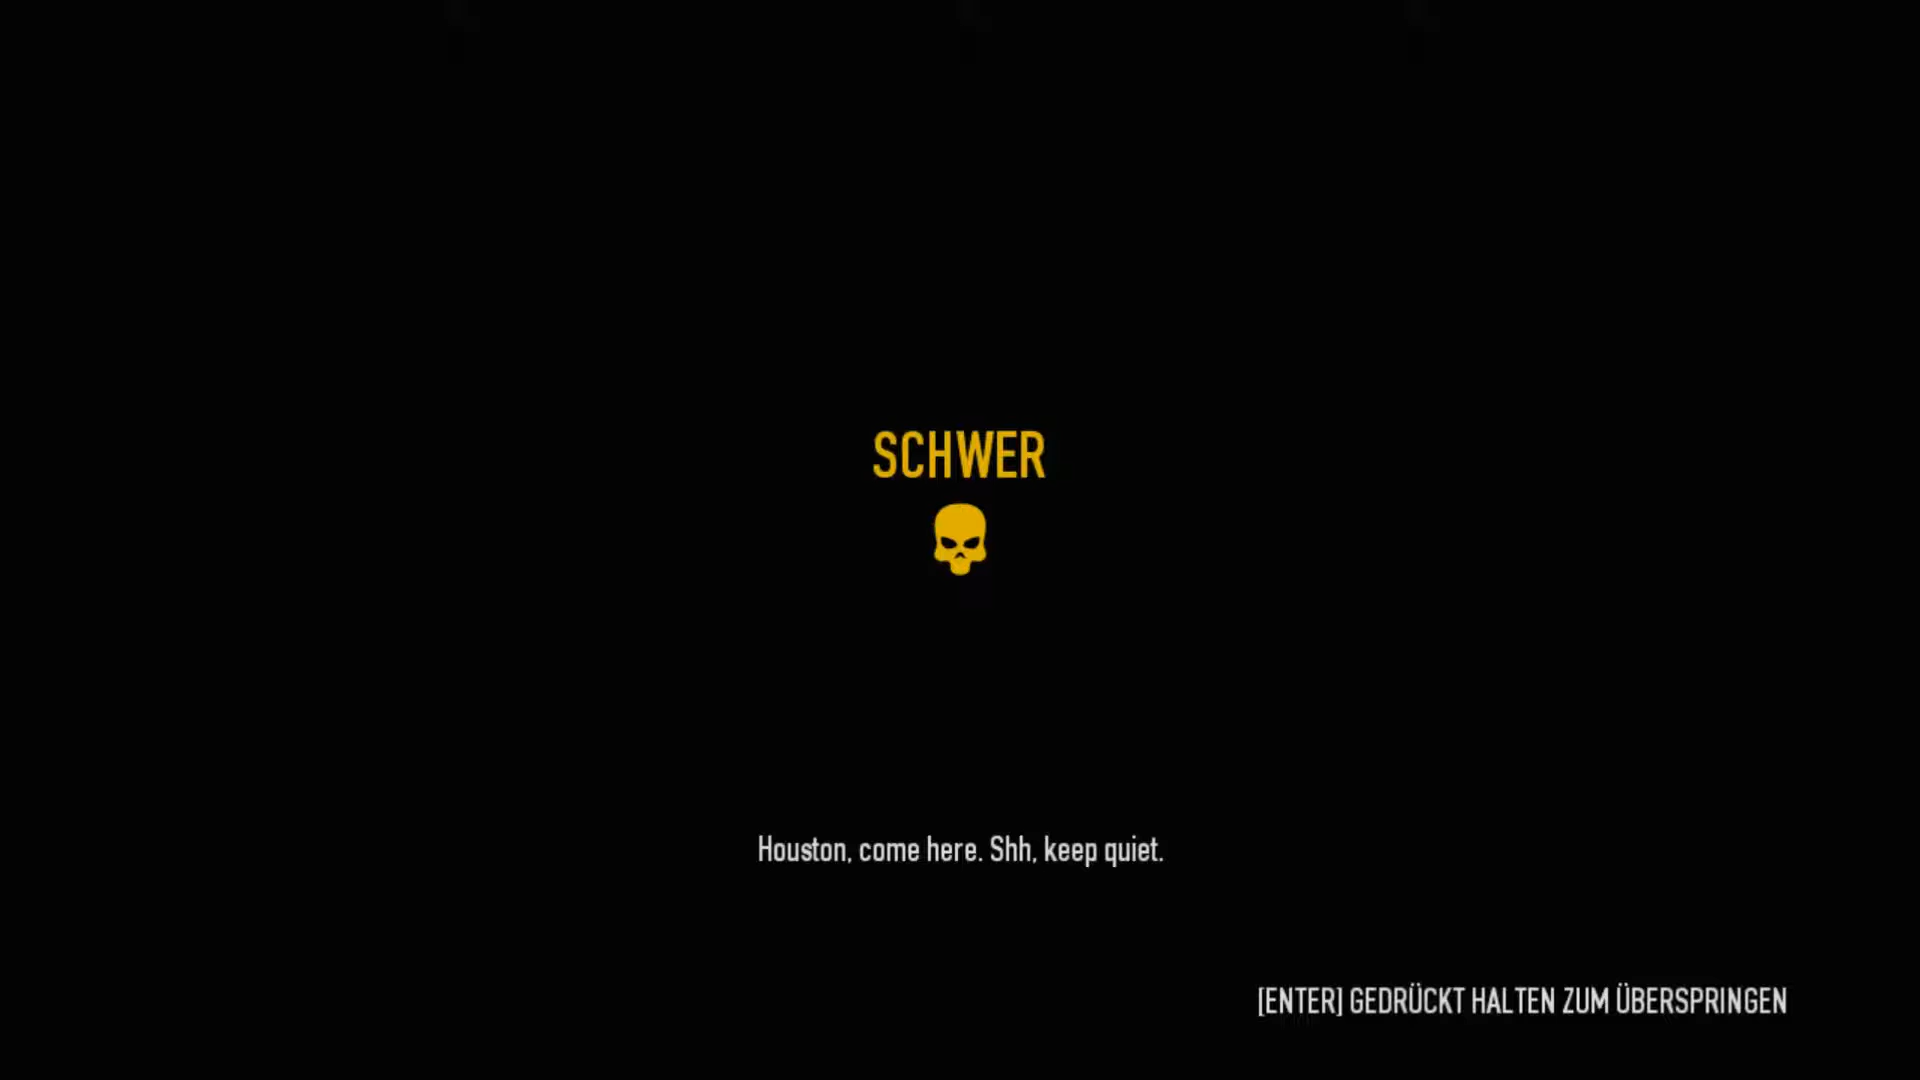 SCHWER
Houston, come here. Shh, keep quiet.
[ENTER] GEDRÜCKT HALTEN ZUM ÜBERSPRINGEN